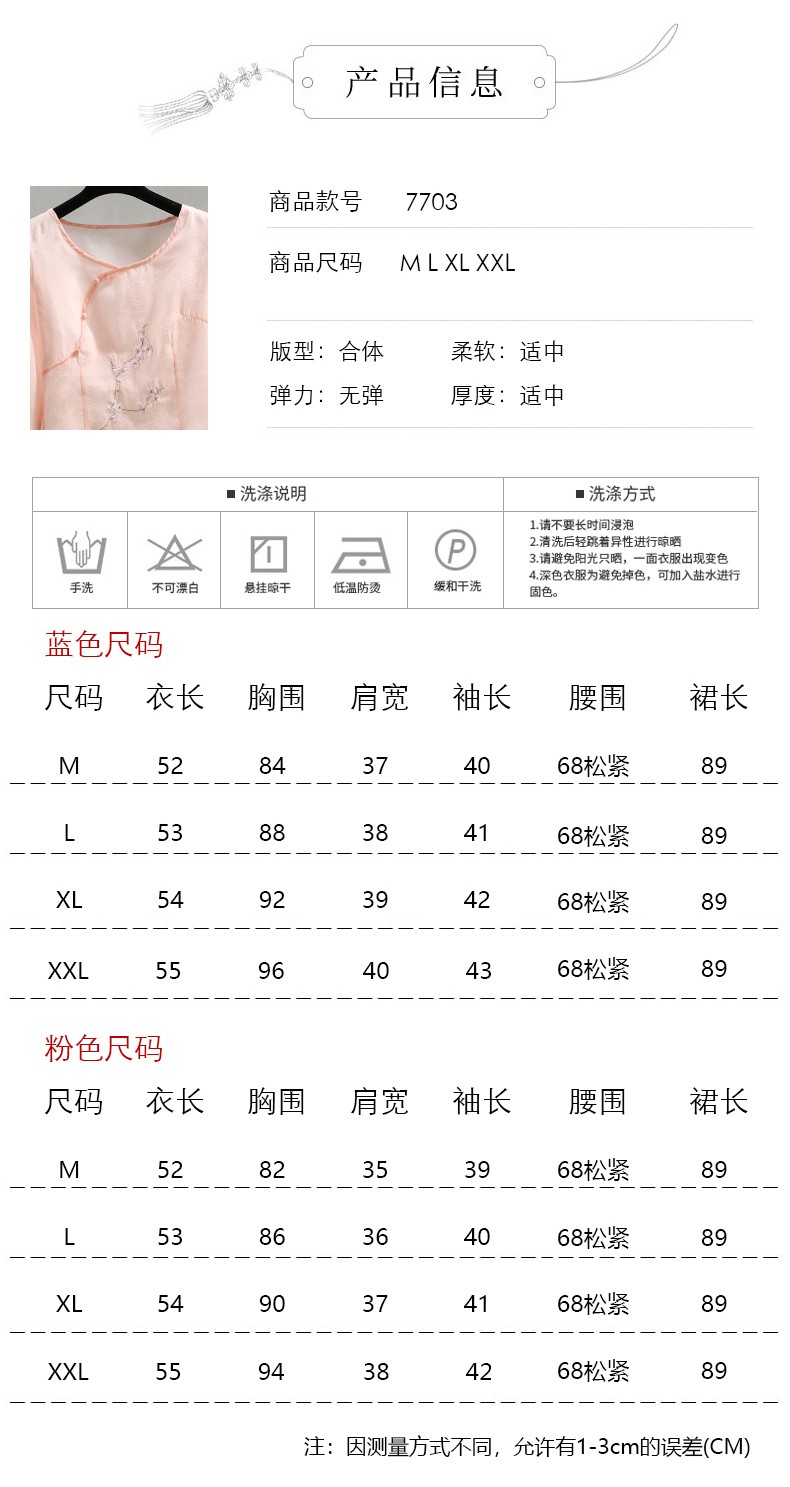 产品信息
商品款号 7703
商品尺码 M L XL XXL
版型：合体 柔软：适中
弹力：无弹 厚度：适中
■ 洗涤说明 ■ 洗涤方式
手洗 不可漂白 悬挂晾干 低温防烫 缓和干洗
P
1.请不要长时间浸泡
2.清洗后轻跳着异性进行晾晒
3.请避免阳光只晒，一面衣服出现变色
4.深色衣服为避免掉色，可加入盐水进行
固色。
蓝色尺码
尺码 衣长 胸围 肩宽 袖长 腰围 裙长
M 52 84 37 40 68松紧 89
L 53 88 38 41 68松紧 89
XL 54 92 39 42 68松紧 89
XXL 55 96 40 43 68松紧 89
粉色尺码
尺码 衣长 胸围 肩宽 袖长 腰围 裙长
M 52 82 35 39 68松紧 89
L 53 86 36 40 68松紧 89
XL 54 90 37 41 68松紧 89
XXL 55 94 38 42 68松紧 89
注：因测量方式不同，允许有1-3cm的误差(CM)